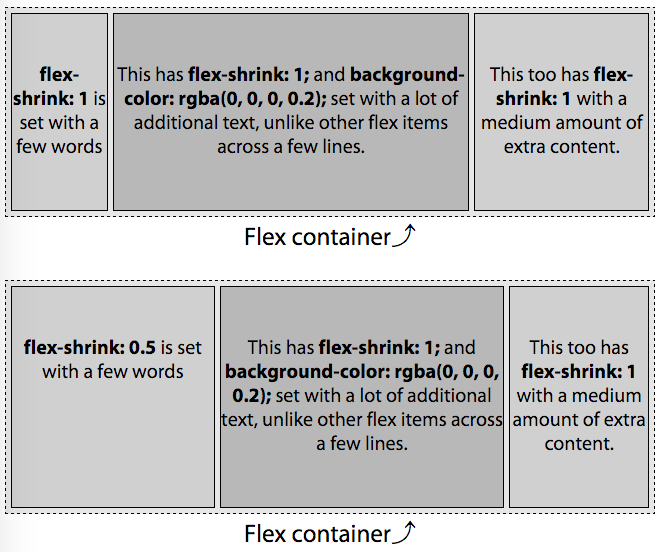 flex-
shrink: 1 is
set with a
few words
This has flex-shrink: 1; and background-
color: rgba(0, 0, 0, 0.2); set with a lot of
additional text, unlike other flex items
across a few lines.
This too has flex-
shrink: 1 with a
medium amount of
extra content.
Flex container
flex-shrink: 0.5 is set
with a few words
This has flex-shrink: 1; and
background-color: rgba(0, 0, 0,
0.2); set with a lot of additional
text, unlike other flex items across
a few lines.
This too has
flex-shrink: 1
with a medium
amount of extra
content.
Flex container